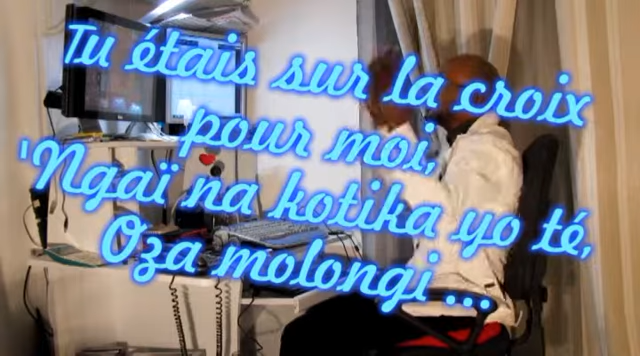 Tu étais sur la croix
pour moi,
'Ngaï na kotika yo té,
Oza molongi ...